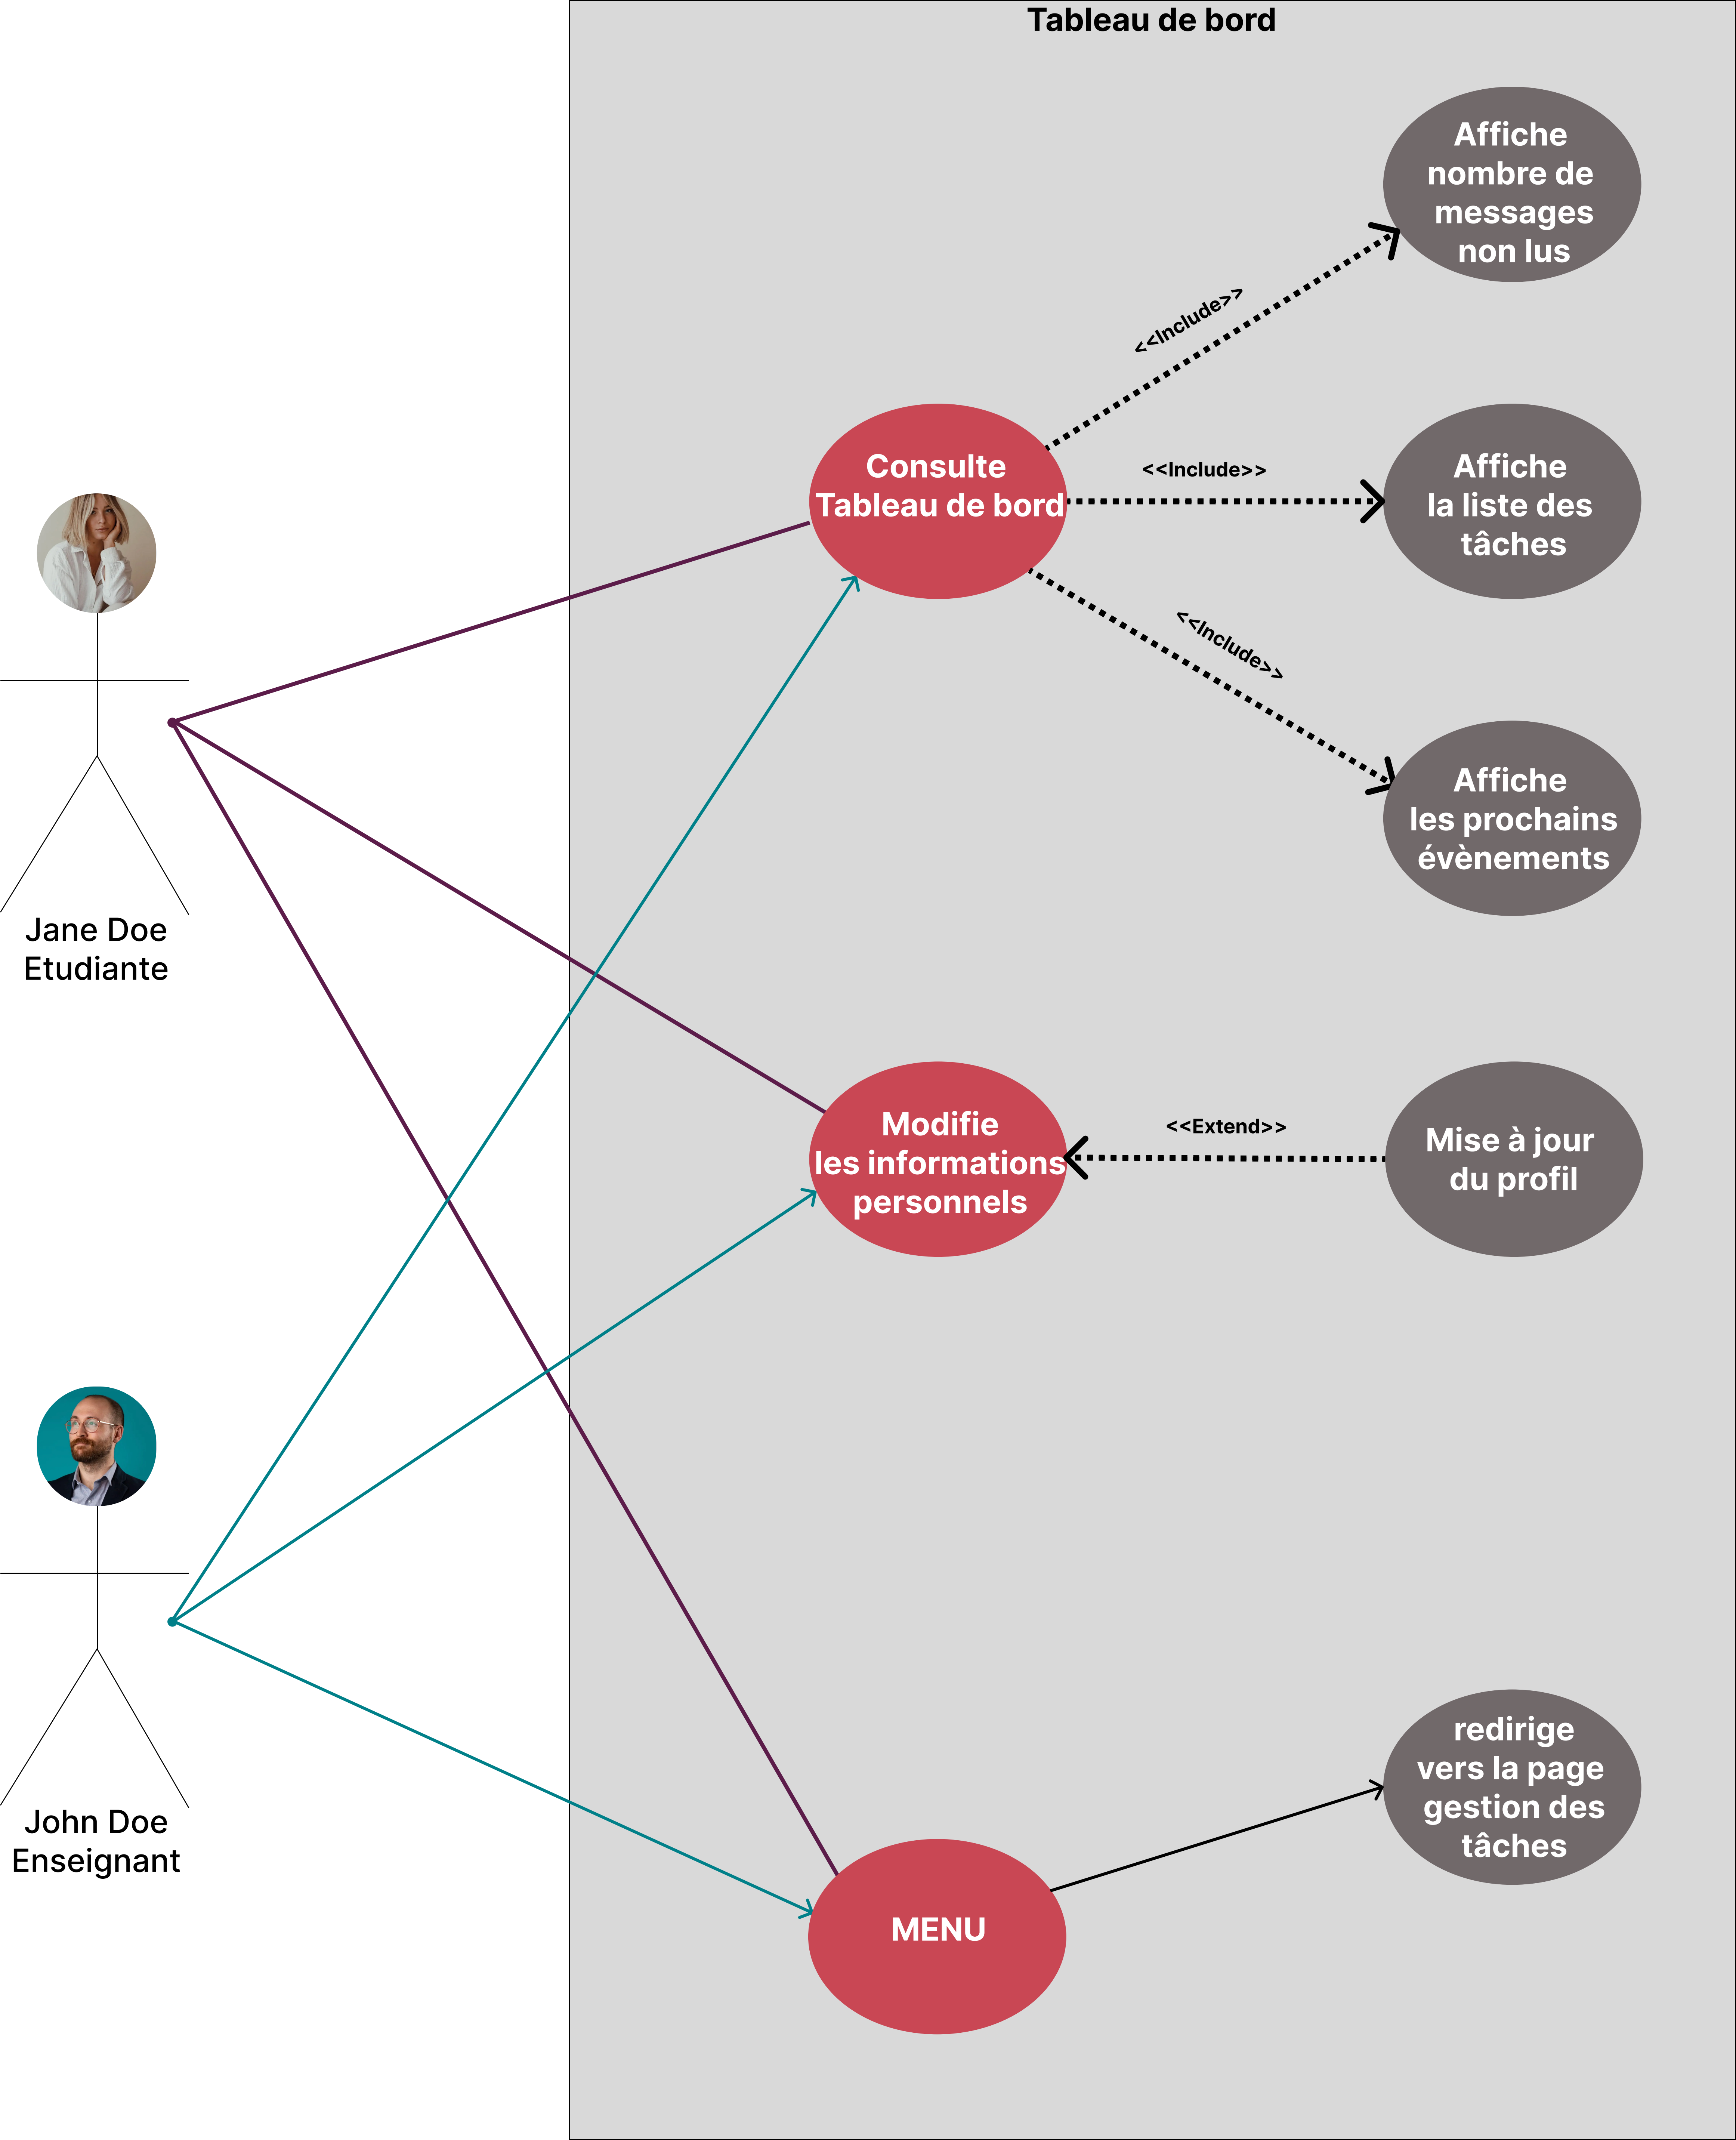 Tableau de bord
Affiche
nombre de
messages
non lus
<<Include>>
Consulte
Tableau de bord
<<Include>>
Affiche
la liste des
tâches
<<Include>>
Affiche
les prochains
évènements
Jane Doe
Etudiante
Modifie
les informations
personnels
<<Extend>>
Mise à jour
du profil
John Doe
Enseignant
redirige
vers la page
gestion des
tâches
MENU